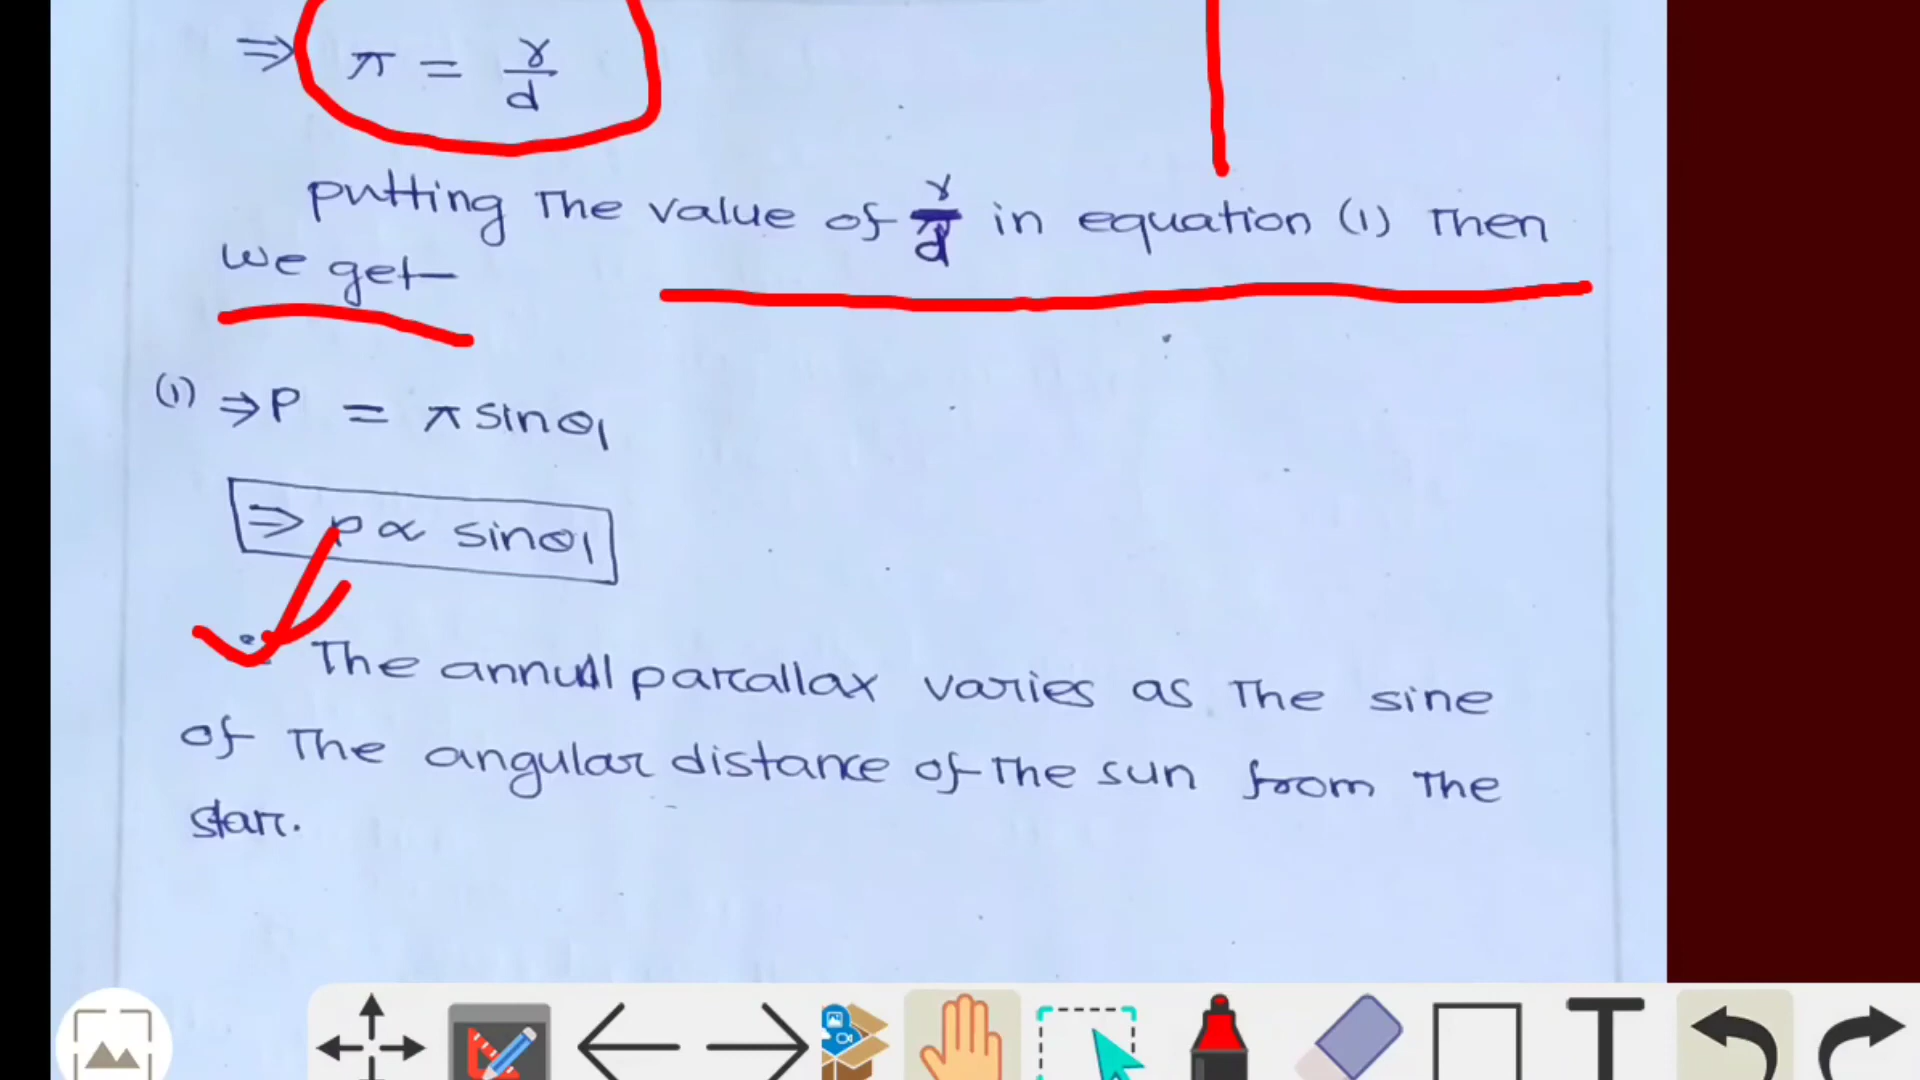 ⇒ π = r/d
putting The value of r/d in equation (1) Then
we get
(1) ⇒ P = π sinθ1
⇒ p ∝ sinθ1
∴ The annual parallax varies as The sine
of The angular distance of The sun from The
star.
T